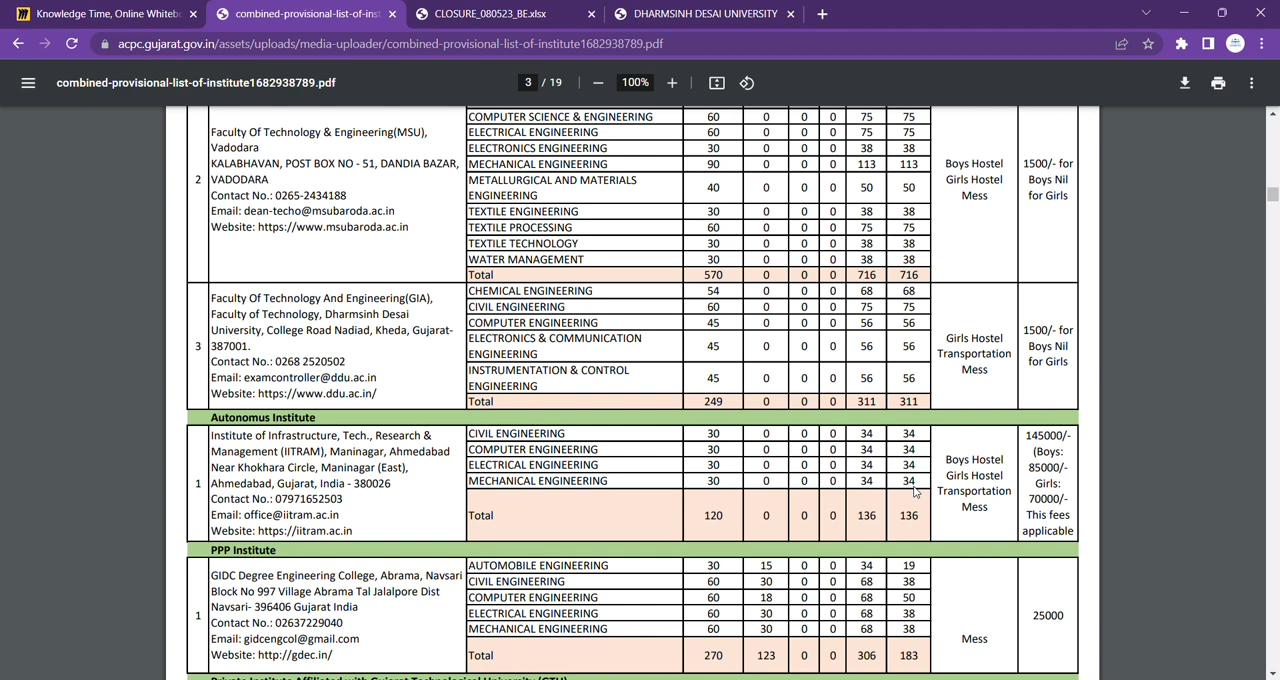 Knowledge Time, Online Whitebo
combined-provisional-list-of-inst
CLOSURE_080523_BE.xlsx
DHARMSINH DESAI UNIVERSITY
acpc.gujarat.gov.in/assets/uploads/media-uploader/combined-provisional-list-of-institute1682938789.pdf
combined-provisional-list-of-institute1682938789.pdf
3 / 19
100%
2
Faculty Of Technology & Engineering(MSU),
Vadodara
KALABHAVAN, POST BOX NO - 51, DANDIA BAZAR,
VADODARA
Contact No.: 0265-2434188
Email: dean-techo@msubaroda.ac.in
Website: https://www.msubaroda.ac.in
COMPUTER SCIENCE & ENGINEERING 60 0 0 0 75 75
ELECTRICAL ENGINEERING 60 0 0 0 75 75
ELECTRONICS ENGINEERING 30 0 0 0 38 38
MECHANICAL ENGINEERING 90 0 0 0 113 113
METALLURGICAL AND MATERIALS
ENGINEERING 40 0 0 0 50 50
TEXTILE ENGINEERING 30 0 0 0 38 38
TEXTILE PROCESSING 60 0 0 0 75 75
TEXTILE TECHNOLOGY 30 0 0 0 38 38
WATER MANAGEMENT 30 0 0 0 38 38
Total 570 0 0 0 716 716
Boys Hostel
Girls Hostel
Mess
1500/- for
Boys Nil
for Girls
3
Faculty Of Technology And Engineering(GIA),
Faculty of Technology, Dharmsinh Desai
University, College Road Nadiad, Kheda, Gujarat-
387001.
Contact No.: 0268 2520502
Email: examcontroller@ddu.ac.in
Website: https://www.ddu.ac.in/
CHEMICAL ENGINEERING 54 0 0 0 68 68
CIVIL ENGINEERING 60 0 0 0 75 75
COMPUTER ENGINEERING 45 0 0 0 56 56
ELECTRONICS & COMMUNICATION
ENGINEERING 45 0 0 0 56 56
INSTRUMENTATION & CONTROL
ENGINEERING 45 0 0 0 56 56
Total 249 0 0 0 311 311
Girls Hostel
Transportation
Mess
1500/- for
Boys Nil
for Girls
Autonomus Institute
1
Institute of Infrastructure, Tech., Research &
Management (IITRAM), Maninagar, Ahmedabad
Near Khokhara Circle, Maninagar (East),
Ahmedabad, Gujarat, India - 380026
Contact No.: 07971652503
Email: office@iitram.ac.in
Website: https://iitram.ac.in
CIVIL ENGINEERING 30 0 0 0 34 34
COMPUTER ENGINEERING 30 0 0 0 34 34
ELECTRICAL ENGINEERING 30 0 0 0 34 34
MECHANICAL ENGINEERING 30 0 0 0 34 34
Total 120 0 0 0 136 136
Boys Hostel
Girls Hostel
Transportation
Mess
145000/-
(Boys:
85000/-
Girls:
70000/-
This fees
applicable
PPP Institute
1
GIDC Degree Engineering College, Abrama, Navsari
Block No 997 Village Abrama Tal Jalalpore Dist
Navsari- 396406 Gujarat India
Contact No.: 02637229040
Email: gidcengcol@gmail.com
Website: http://gdec.in/
AUTOMOBILE ENGINEERING 30 15 0 0 34 19
CIVIL ENGINEERING 60 30 0 0 68 38
COMPUTER ENGINEERING 60 18 0 0 68 50
ELECTRICAL ENGINEERING 60 30 0 0 68 38
MECHANICAL ENGINEERING 60 30 0 0 68 38
Total 270 123 0 0 306 183
Mess
25000
Private Institute Affiliated with Gujarat Technological University (GTU)